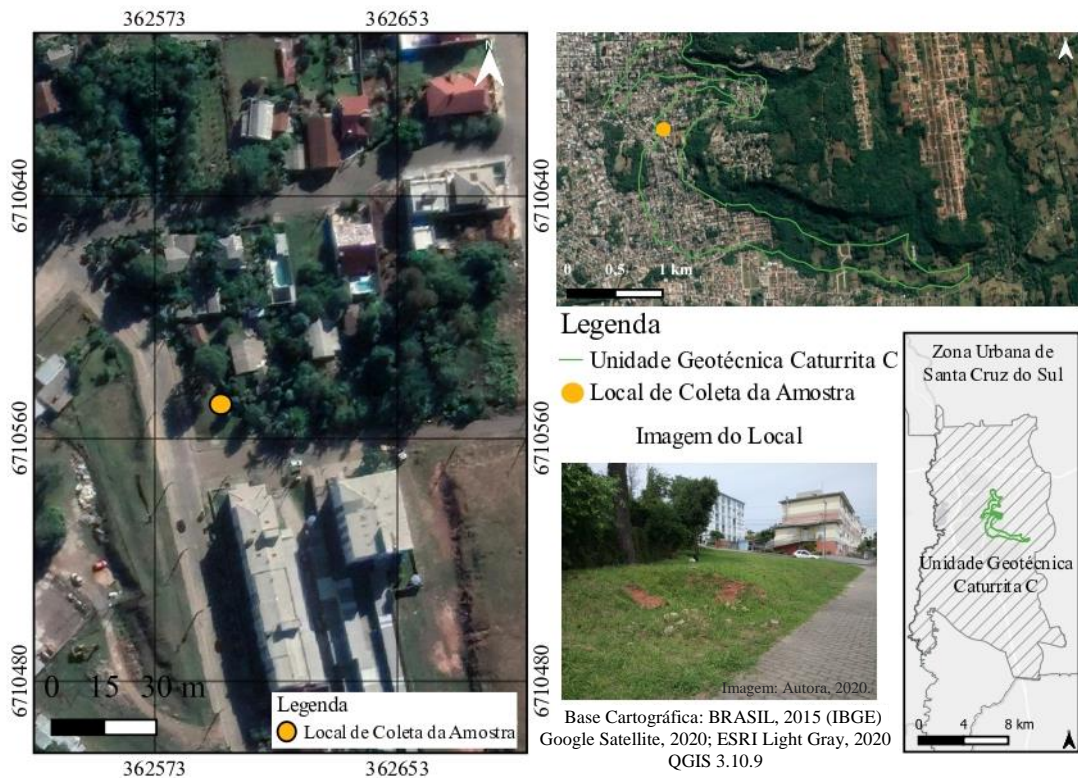 362573
362653
6710640
6710560
6710480
N
0 15 30 m
Legenda
Local de Coleta da Amostra
362573
362653
6710640
6710560
6710480
0 0,5 1 km
Legenda
Unidade Geotécnica Caturrita C
Local de Coleta da Amostra
Imagem do Local
Imagem: Autora, 2020.
Base Cartográfica: BRASIL, 2015 (IBGE)
Google Satellite, 2020; ESRI Light Gray, 2020
QGIS 3.10.9
Zona Urbana de
Santa Cruz do Sul
Unidade Geotécnica
Caturrita C
0 4 8 km